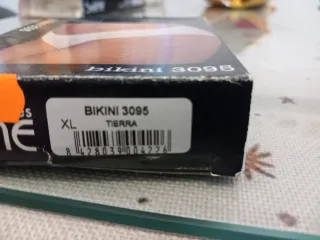 bikini 3095
BIKINI 3095
XL TIERRA
8 428039 004226